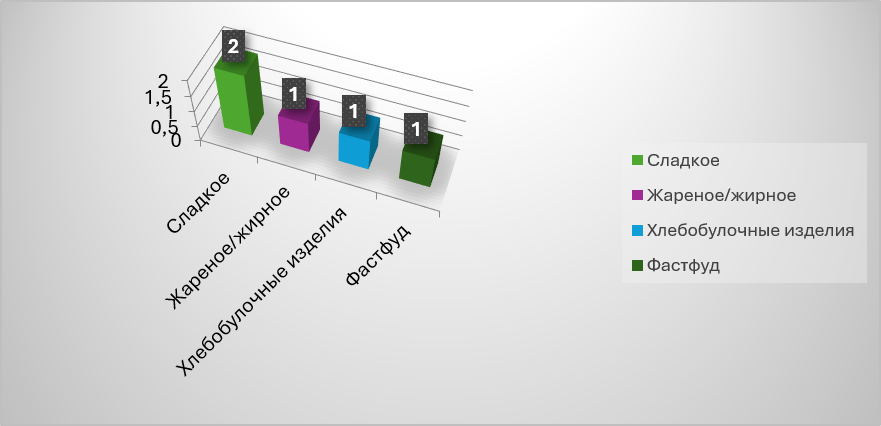 2
1
1
1
2
1,5
1
0,5
0
Сладкое
Жареное/жирное
Хлебобулочные изделия
Фастфуд
Сладкое
Жареное/жирное
Хлебобулочные изделия
Фастфуд